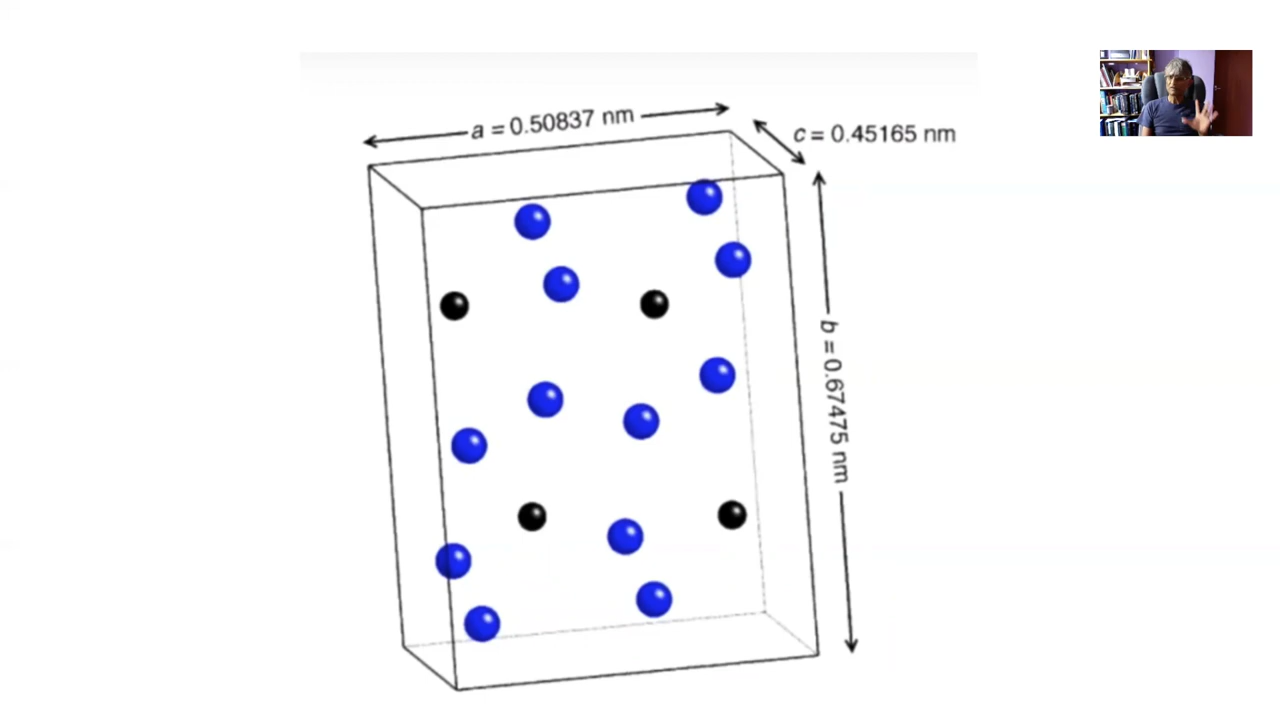 a = 0.50837 nm
c = 0.45165 nm
b = 0.67475 nm